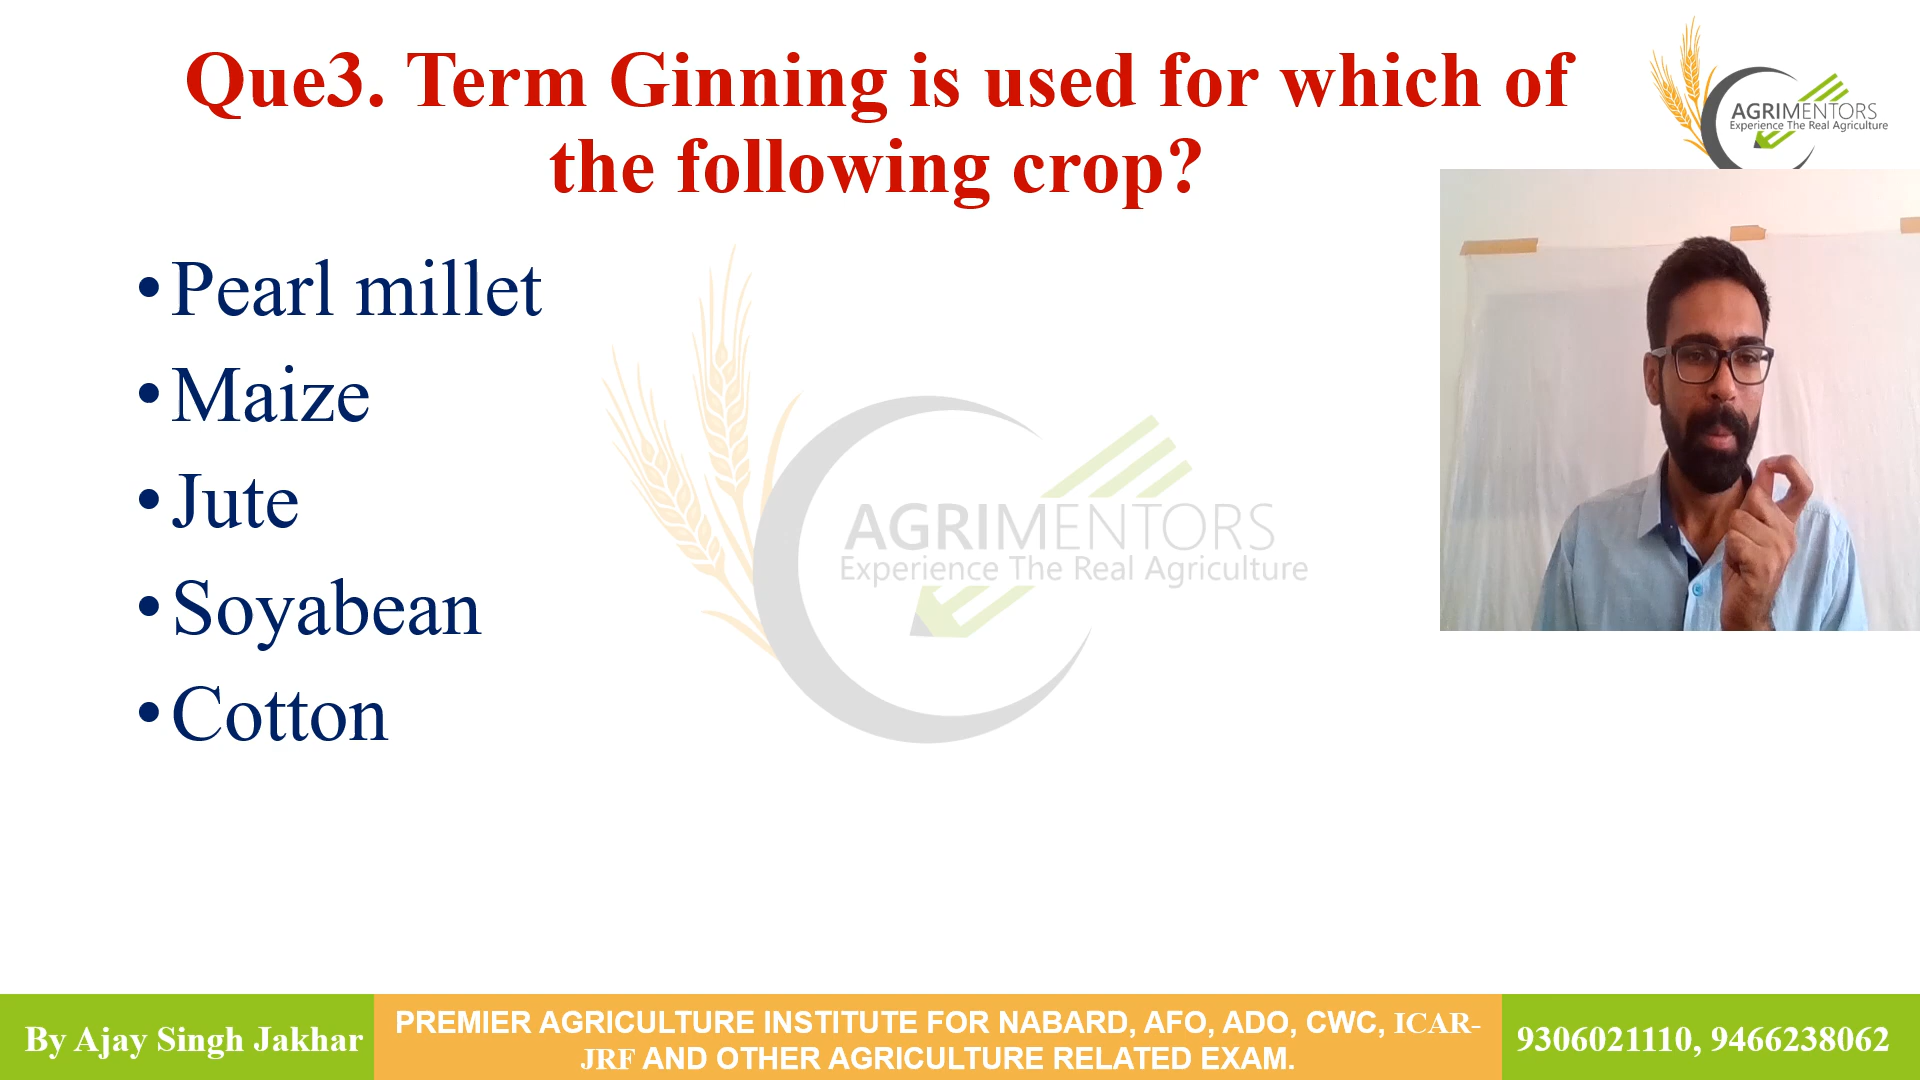 Que3. Term Ginning is used for which of
the following crop?
AGRIMENTORS
Experience The Real Agriculture
•Pearl millet
•Maize
•Jute
•Soyabean
•Cotton
AGRIMENTORS
Experience The Real Agriculture
By Ajay Singh Jakhar
PREMIER AGRICULTURE INSTITUTE FOR NABARD, AFO, ADO, CWC, ICAR-
JRF AND OTHER AGRICULTURE RELATED EXAM.
9306021110, 9466238062